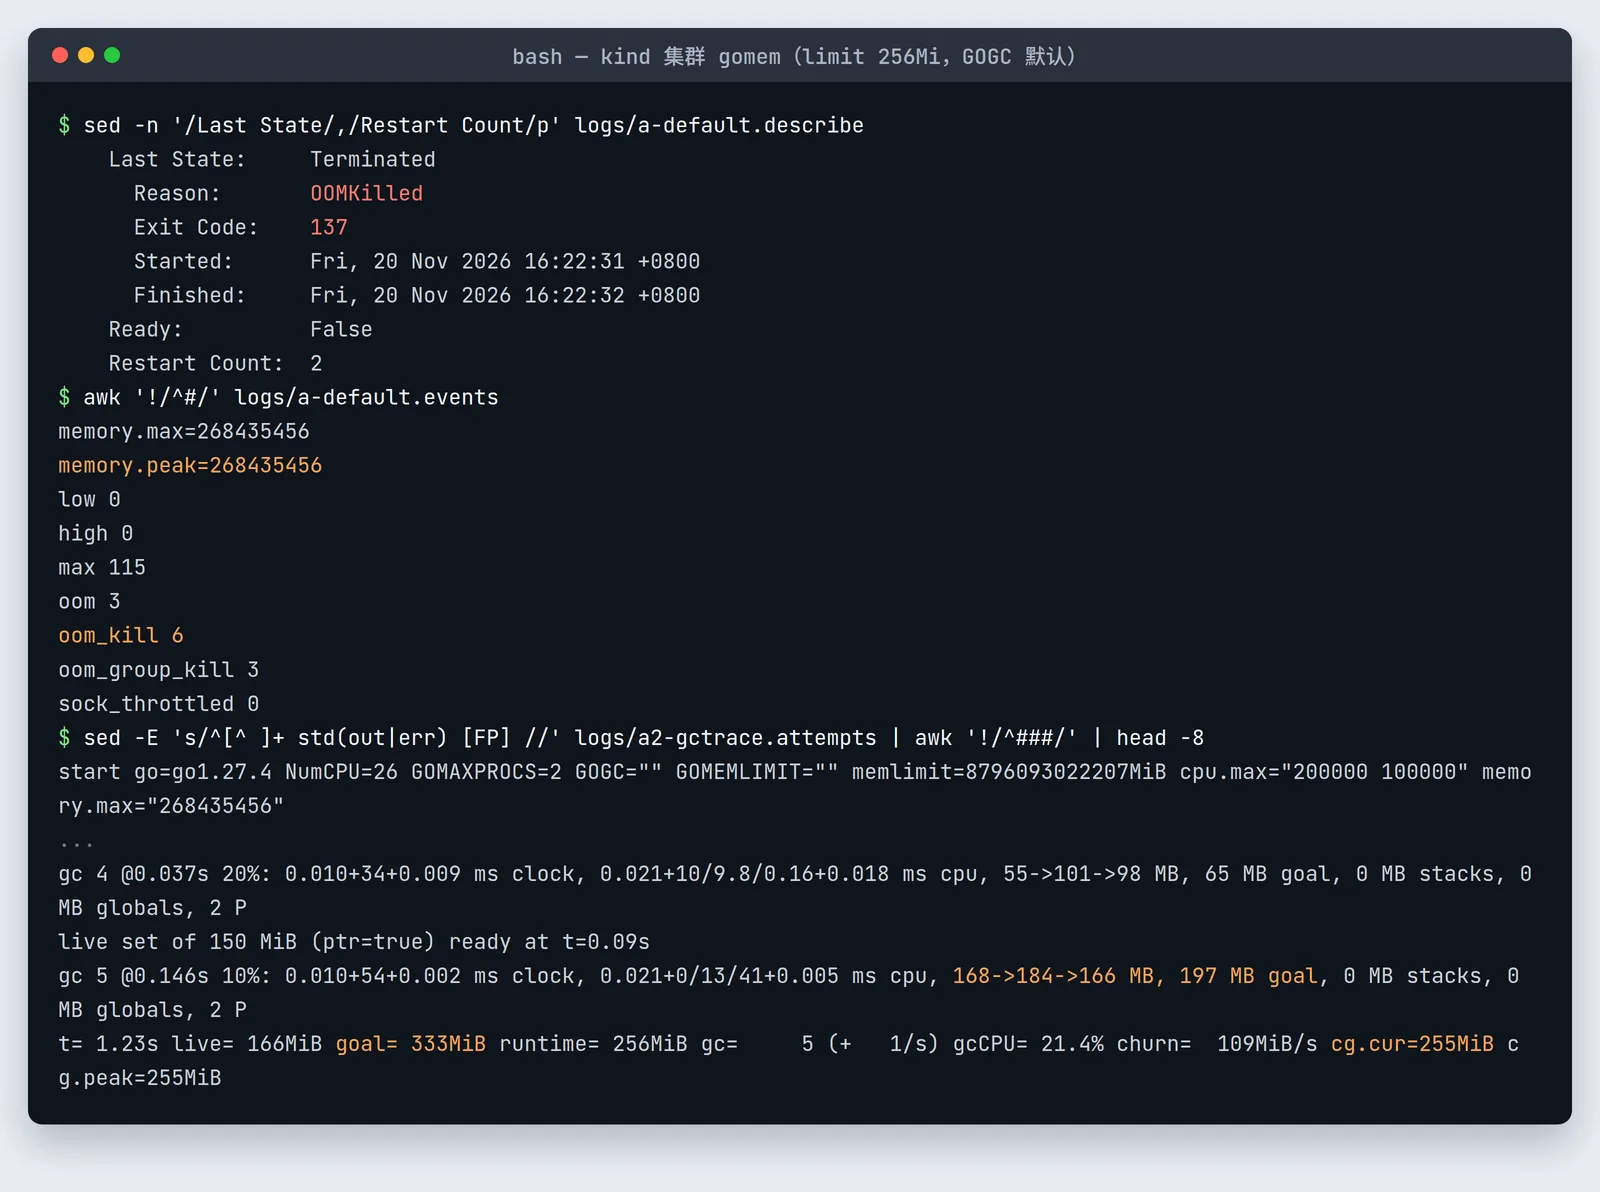 bash — kind 集群 gomem（limit 256Mi，GOGC 默认）
$ sed -n '/Last State/,/Restart Count/p' logs/a-default.describe
Last State:     Terminated
Reason:       OOMKilled
Exit Code:    137
Started:      Fri, 20 Nov 2026 16:22:31 +0800
Finished:     Fri, 20 Nov 2026 16:22:32 +0800
Ready:          False
Restart Count:  2
$ awk '!/^#/' logs/a-default.events
memory.max=268435456
memory.peak=268435456
low 0
high 0
max 115
oom 3
oom_kill 6
oom_group_kill 3
sock_throttled 0
$ sed -E 's/^[^ ]+ std(out|err) [FP] //' logs/a2-gctrace.attempts | awk '!/^###/' | head -8
start go=go1.27.4 NumCPU=26 GOMAXPROCS=2 GOGC="" GOMEMLIMIT="" memlimit=8796093022207MiB cpu.max="200000 100000" memo
ry.max="268435456"
...
gc 4 @0.037s 20%: 0.010+34+0.009 ms clock, 0.021+10/9.8/0.16+0.018 ms cpu, 55->101->98 MB, 65 MB goal, 0 MB stacks, 0
MB globals, 2 P
live set of 150 MiB (ptr=true) ready at t=0.09s
gc 5 @0.146s 10%: 0.010+54+0.002 ms clock, 0.021+0/13/41+0.005 ms cpu, 168->184->166 MB, 197 MB goal, 0 MB stacks, 0
MB globals, 2 P
t= 1.23s live= 166MiB goal= 333MiB runtime= 256MiB gc=     5 (+   1/s) gcCPU= 21.4% churn=  109MiB/s cg.cur=255MiB c
g.peak=255MiB